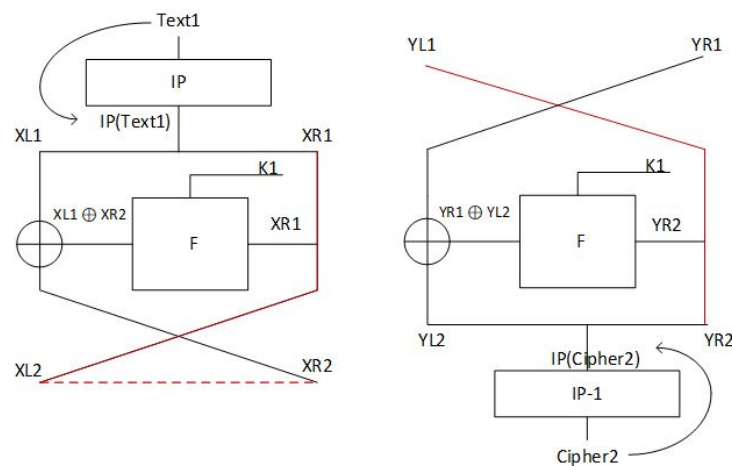 Text1
IP
IP(Text1)
XL1
XR1
K1
XL1 ⊕ XR2
F
XR1
XL2
XR2
YL1
YR1
K1
YR1 ⊕ YL2
F
YR2
YL2
YR2
IP(Cipher2)
IP-1
Cipher2